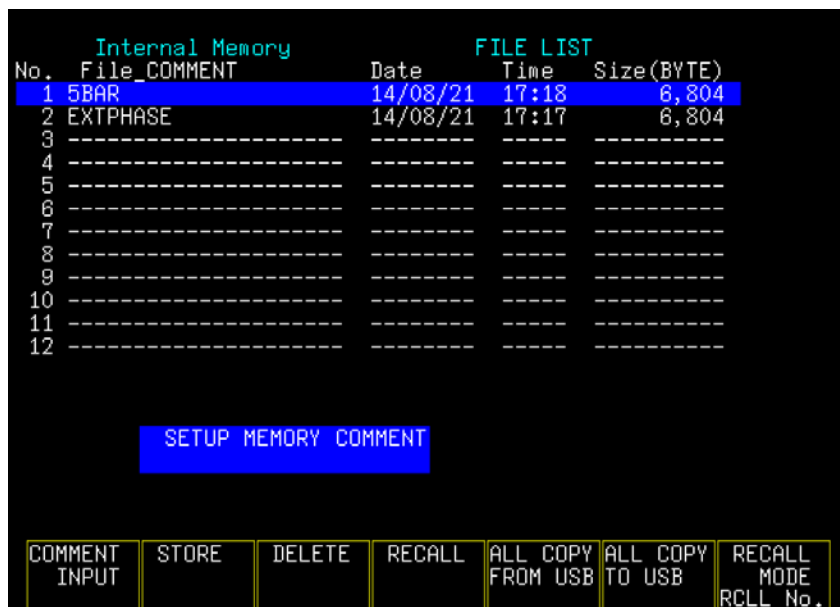 Internal Memory FILE LIST
No. File_COMMENT Date Time Size(BYTE)
1 5BAR 14/08/21 17:18 6,804
2 EXTPHASE 14/08/21 17:17 6,804
3 --------------------- -------- ----- ----------
4 --------------------- -------- ----- ----------
5 --------------------- -------- ----- ----------
6 --------------------- -------- ----- ----------
7 --------------------- -------- ----- ----------
8 --------------------- -------- ----- ----------
9 --------------------- -------- ----- ----------
10 --------------------- -------- ----- ----------
11 --------------------- -------- ----- ----------
12 --------------------- -------- ----- ----------
SETUP MEMORY COMMENT
COMMENT INPUT
STORE
DELETE
RECALL
ALL COPY FROM USB
ALL COPY TO USB
RECALL MODE RCLL No.